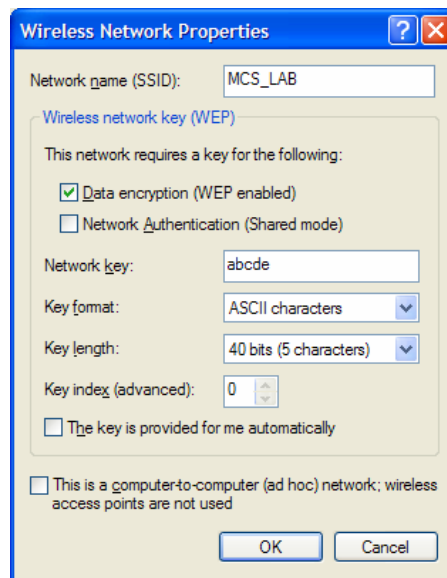 Wireless Network Properties
Network name (SSID): MCS_LAB
Wireless network key (WEP)
This network requires a key for the following:
Data encryption (WEP enabled)
Network Authentication (Shared mode)
Network key: abcde
Key format: ASCII characters
Key length: 40 bits (5 characters)
Key index (advanced): 0
The key is provided for me automatically
This is a computer-to-computer (ad hoc) network; wireless
access points are not used
OK Cancel